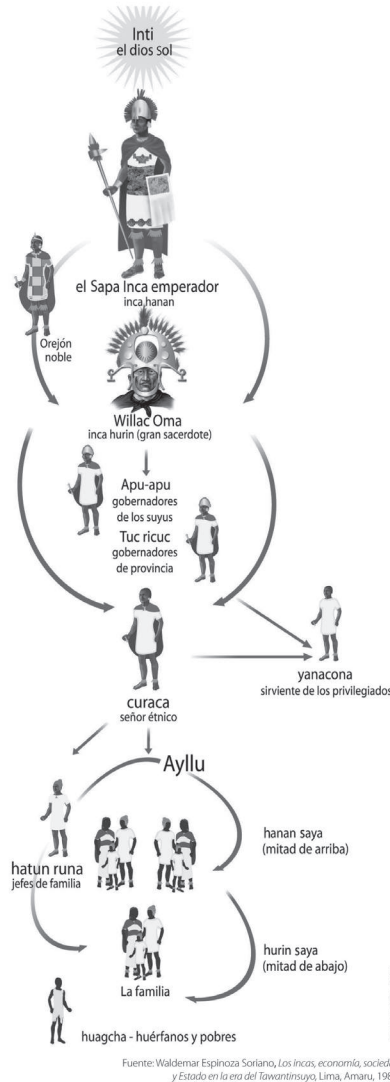 Inti
el dios sol
el Sapa Inca emperador
inca hanan
Orejón
noble
Willac Oma
inca hurin (gran sacerdote)
Apu-apu
gobernadores
de los suyus
Tuc ricuc
gobernadores
de provincia
yanacona
sirviente de los privilegiados
curaca
señor étnico
Ayllu
hatun runa
jefes de familia
hanan saya
(mitad de arriba)
hurin saya
(mitad de abajo)
La familia
huagcha - huérfanos y pobres
Fuente: Waldemar Espinoza Soriano, Los incas, economía,
y Estado en la era del Tawantinsuyo, Lima, Amaru,